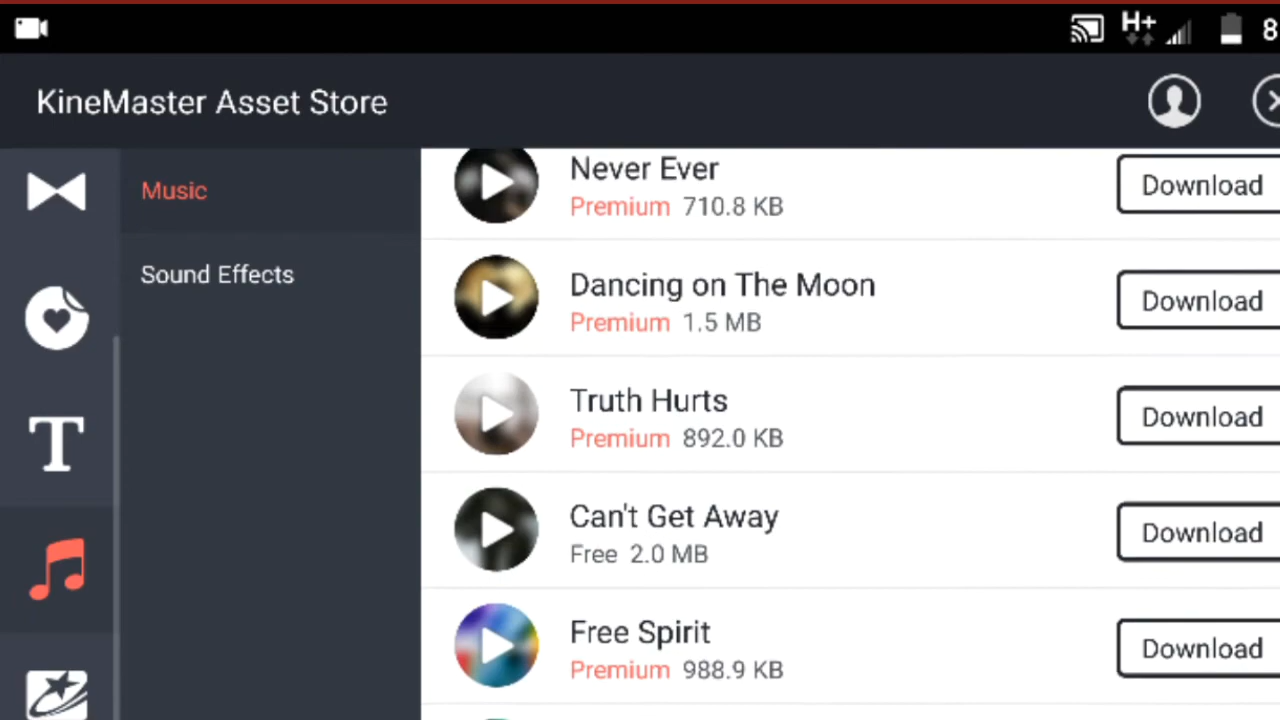 H+
8
KineMaster Asset Store
Music
Sound Effects
Never Ever
Premium 710.8 KB
Download
Dancing on The Moon
Premium 1.5 MB
Download
Truth Hurts
Premium 892.0 KB
Download
Can't Get Away
Free 2.0 MB
Download
Free Spirit
Premium 988.9 KB
Download
T